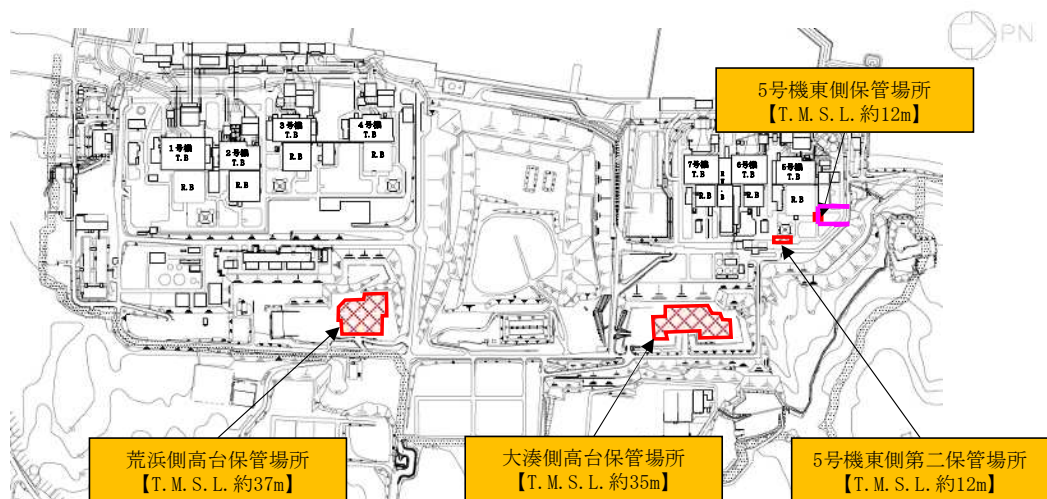 PN
5号機東側保管場所
【T.M.S.L.約12m】
1号機
T.B
R.B
2号機
T.B
R.B
3号機
T.B
R.B
4号機
T.B
R.B
7号機
T.B
R.B
6号機
T.B
R.B
5号機
T.B
R.B
荒浜側高台保管場所
【T.M.S.L.約37m】
大湊側高台保管場所
【T.M.S.L.約35m】
5号機東側第二保管場所
【T.M.S.L.約12m】